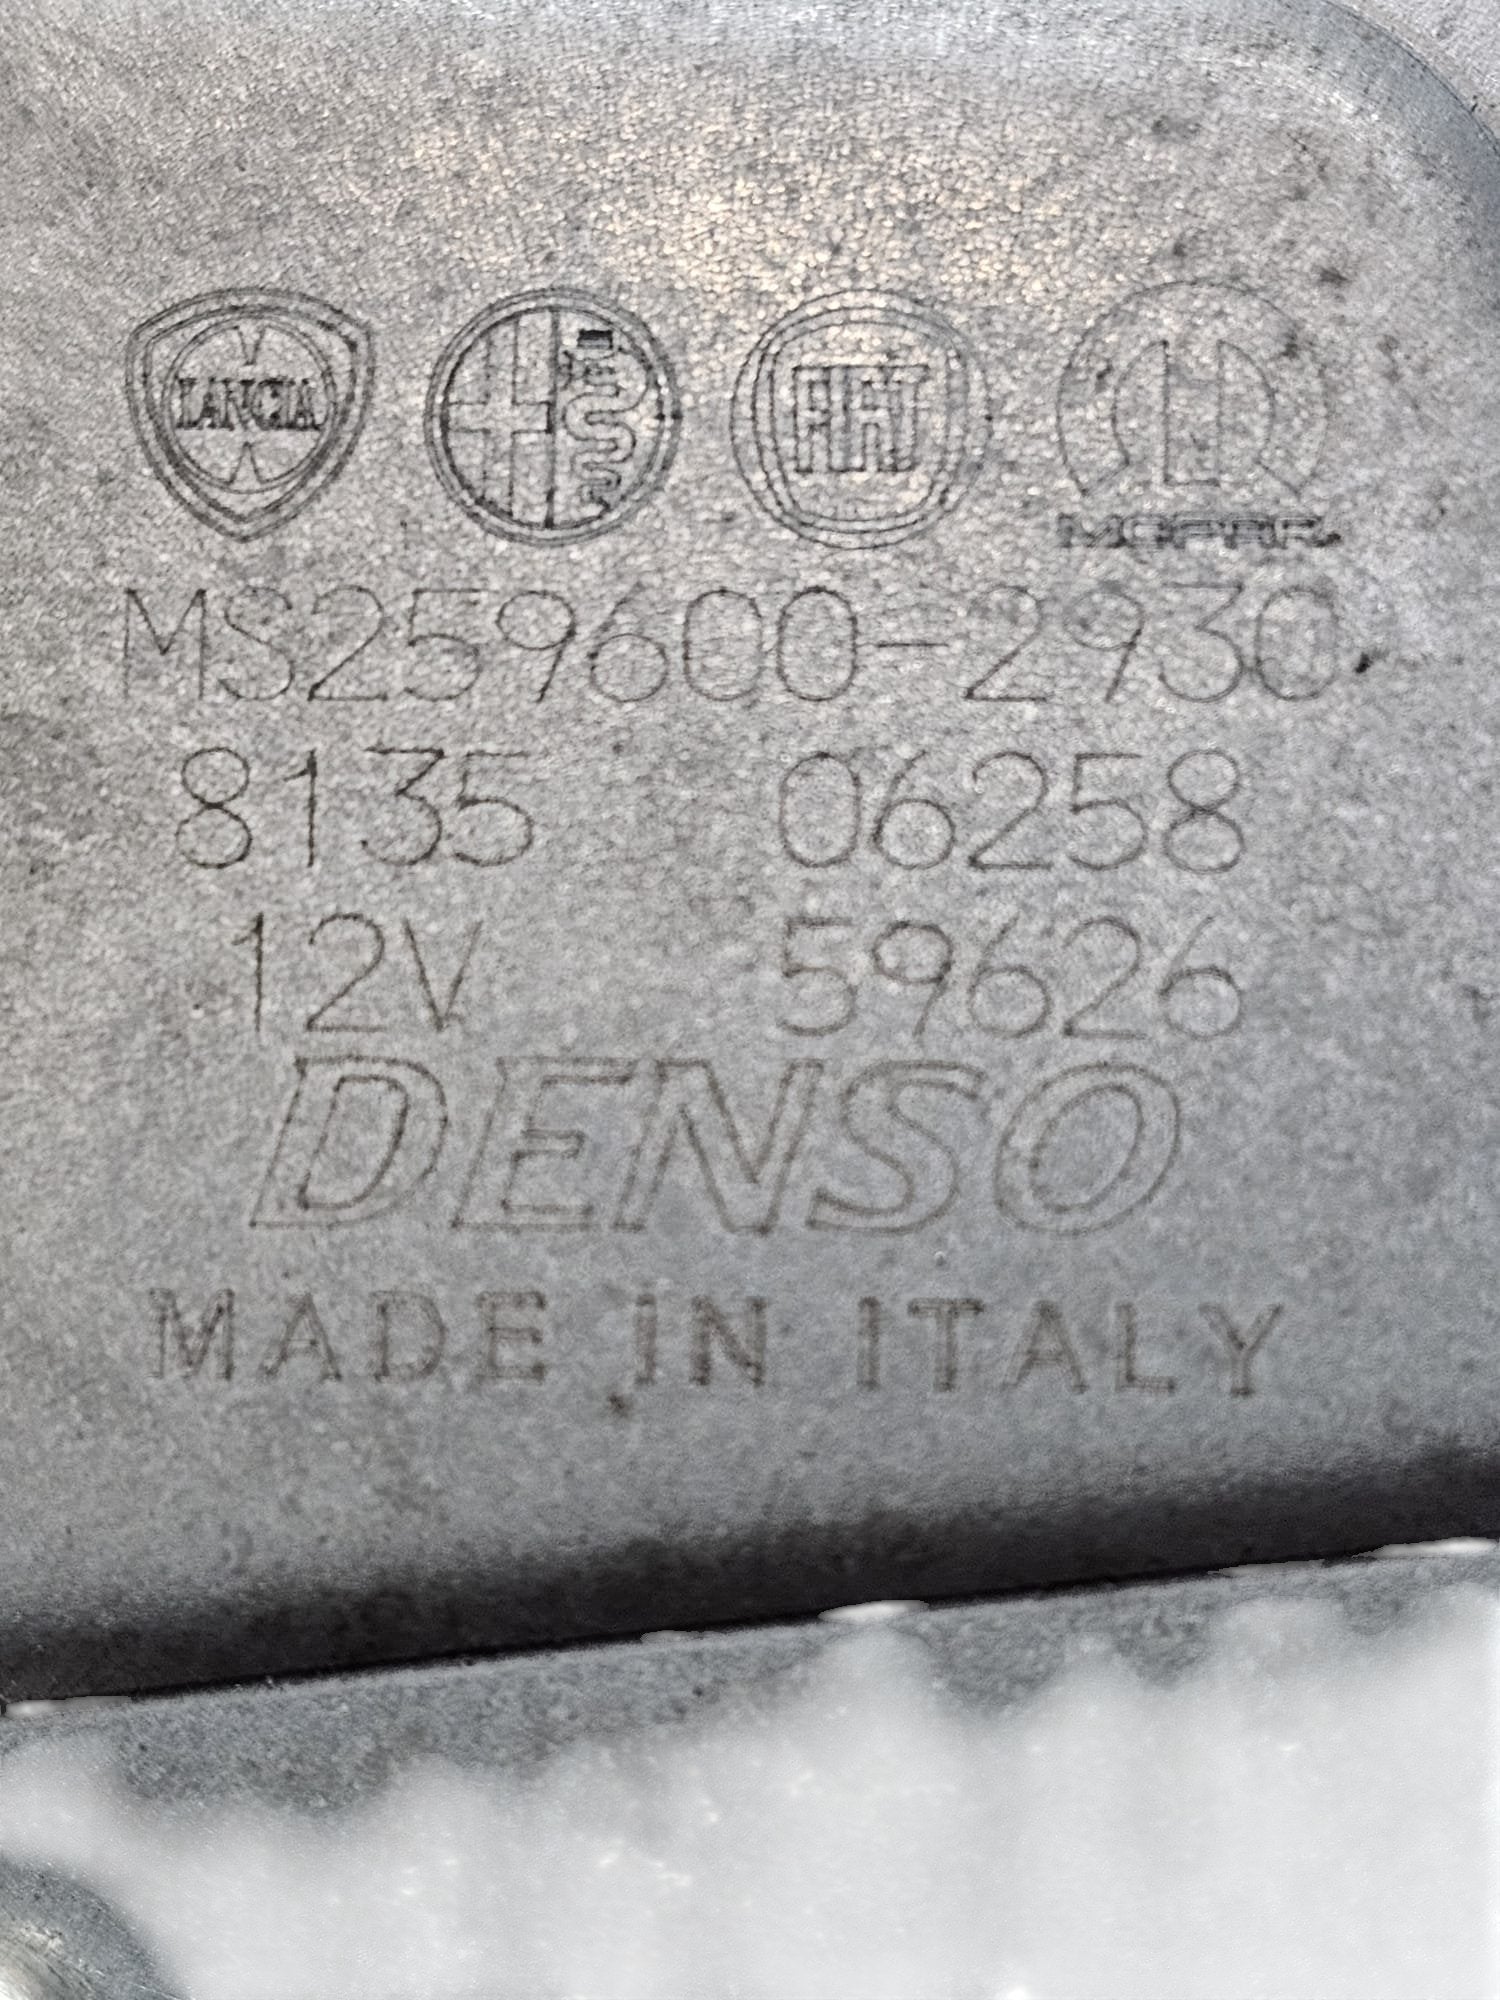 LANCIA FIAT MOPAR.
MS259600-2930
8135 06258
12V 59626
DENSO
MADE IN ITALY